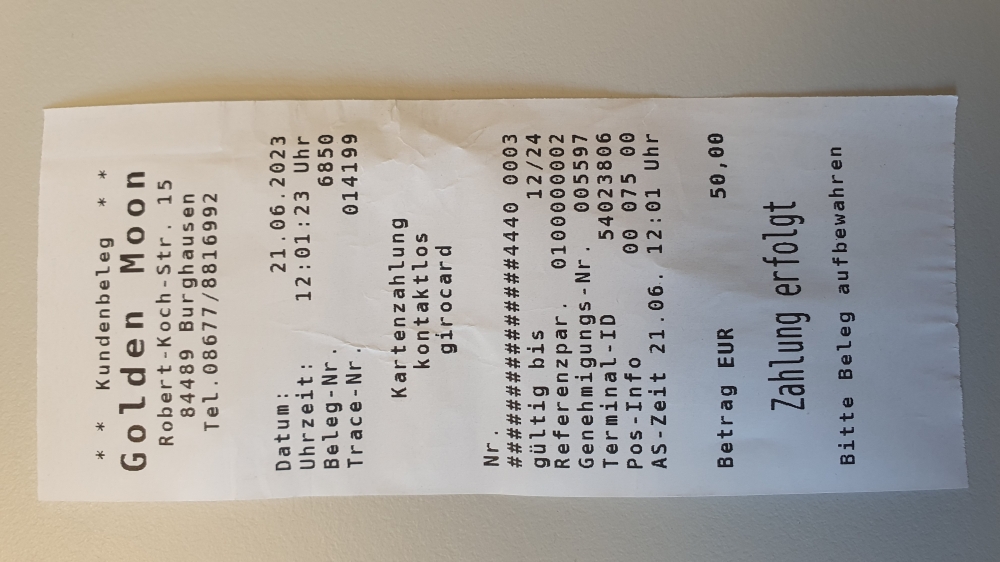 * * Kundenbeleg * *
Golden Moon
Robert-Koch-Str. 15
84489 Burghausen
Tel.08677/8816992
Datum: 21.06.2023
Uhrzeit: 12:01:23 Uhr
Beleg-Nr. 6850
Trace-Nr. 014199
Kartenzahlung
kontaktlos
girocard
Nr.
###############4440 0003
gültig bis 12/24
Referenzpar. 0100000002
Genehmigungs-Nr. 005597
Terminal-ID 54023806
Pos-Info 00 075 00
AS-Zeit 21.06. 12:01 Uhr
Betrag EUR 50,00
Zahlung erfolgt
Bitte Beleg aufbewahren